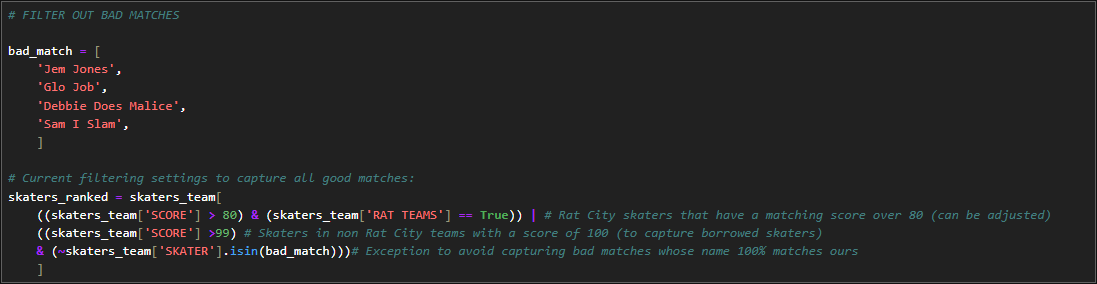 # FILTER OUT BAD MATCHES
bad_match = [
'Jem Jones',
'Glo Job',
'Debbie Does Malice',
'Sam I Slam',
]
# Current filtering settings to capture all good matches:
skaters_ranked = skaters_team[
((skaters_team['SCORE'] > 80) & (skaters_team['RAT TEAMS'] == True)) | # Rat City skaters that have a matching score over 80 (can be adjusted)
((skaters_team['SCORE'] >99) # Skaters in non Rat City teams with a score of 100 (to capture borrowed skaters)
& (~skaters_team['SKATER'].isin(bad_match)))# Exception to avoid capturing bad matches whose name 100% matches ours
]